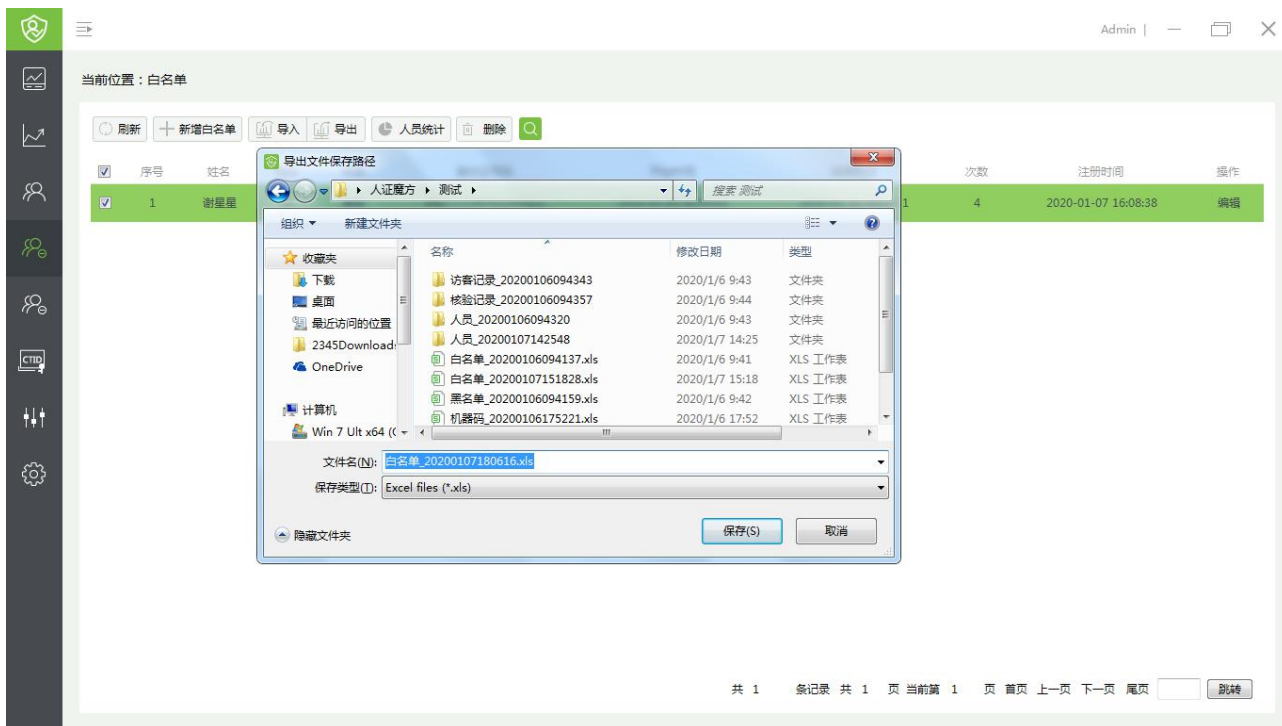 Admin |
当前位置：白名单
刷新 新增白名单 导入 导出 人员统计 删除
序号 姓名 次数 注册时间 操作
1 谢星星 1 4 2020-01-07 16:08:38 编辑
导出文件保存路径
人证魔方 测试 搜索 测试
组织 新建文件夹
收藏夹
下载
桌面
最近访问的位置
2345Downloads
OneDrive
计算机
Win 7 Ult x64 (C
名称 修改日期 类型
访客记录_20200106094343 2020/1/6 9:43 文件夹
核验记录_20200106094357 2020/1/6 9:44 文件夹
人员_20200106094320 2020/1/6 9:43 文件夹
人员_20200107142548 2020/1/7 14:25 文件夹
白名单_20200106094137.xls 2020/1/6 9:41 XLS 工作表
白名单_20200107151828.xls 2020/1/7 15:18 XLS 工作表
黑名单_20200106094159.xls 2020/1/6 9:42 XLS 工作表
机器码_20200106175221.xls 2020/1/6 17:52 XLS 工作表
文件名(N): 白名单_20200107180616.xls
保存类型(T): Excel files (*.xls)
隐藏文件夹 保存(S) 取消
CTID
共 1 条记录 共 1 页 当前第 1 页 首页 上一页 下一页 尾页 跳转